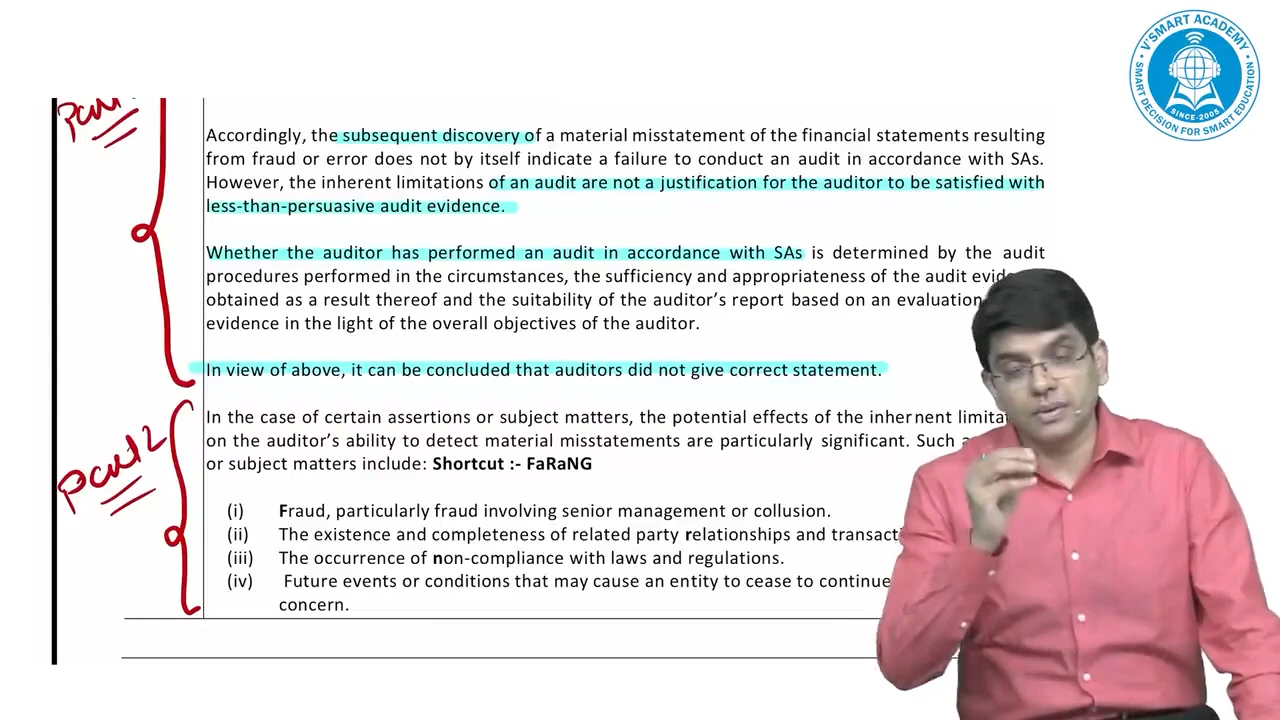 V'SMART ACADEMY
SMART DECISION FOR SMART EDUCATION
SINCE-2005
Accordingly, the subsequent discovery of a material misstatement of the financial statements resulting
from fraud or error does not by itself indicate a failure to conduct an audit in accordance with SAs.
However, the inherent limitations of an audit are not a justification for the auditor to be satisfied with
less-than-persuasive audit evidence.
Whether the auditor has performed an audit in accordance with SAs is determined by the audit
procedures performed in the circumstances, the sufficiency and appropriateness of the audit
obtained as a result thereof and the suitability of the auditor's report based on an evaluation
evidence in the light of the overall objectives of the auditor.
In view of above, it can be concluded that auditors did not give correct statement.
Part 2
In the case of certain assertions or subject matters, the potential effects of the inhernent
on the auditor's ability to detect material misstatements are particularly significant. Such
or subject matters include: Shortcut :- FaRaNG
(i) Fraud, particularly fraud involving senior management or collusion.
(ii) The existence and completeness of related party relationships and
(iii) The occurrence of non-compliance with laws and regulations.
(iv) Future events or conditions that may cause an entity to cease to continue
concern.